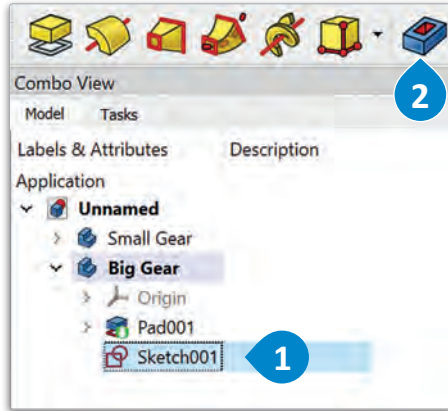 2
Combo View
Model Tasks
Labels & Attributes Description
Application
Unnamed
Small Gear
Big Gear
Origin
Pad001
Sketch001
1